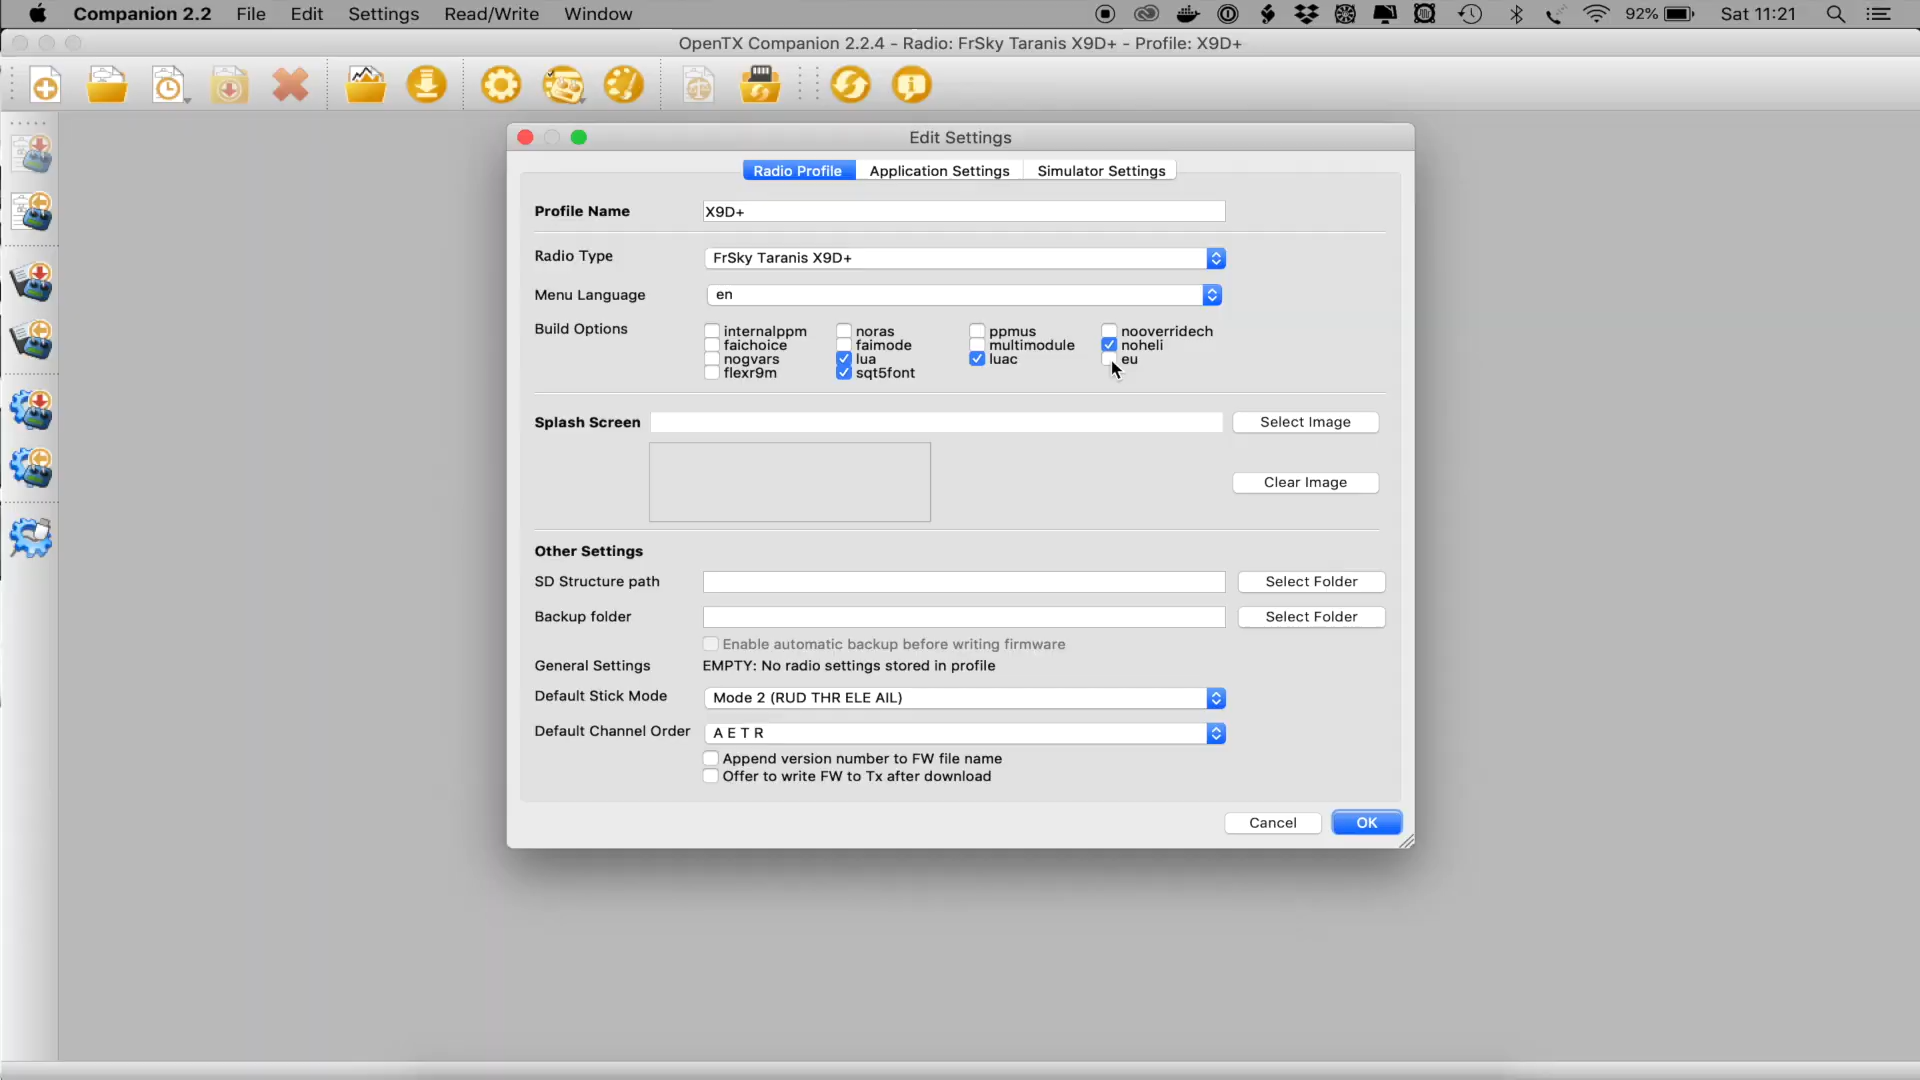 Companion 2.2 File Edit Settings Read/Write Window 92% Sat 11:21
OpenTX Companion 2.2.4 - Radio: FrSky Taranis X9D+ - Profile: X9D+
Edit Settings
Radio Profile Application Settings Simulator Settings
Profile Name X9D+
Radio Type FrSky Taranis X9D+
Menu Language en
Build Options
internalppm noras ppmus nooverridech
faichoice faimode multimodule noheli
nogvars lua luac eu
flexr9m sqt5font
Splash Screen Select Image
Clear Image
Other Settings
SD Structure path Select Folder
Backup folder Select Folder
Enable automatic backup before writing firmware
General Settings EMPTY: No radio settings stored in profile
Default Stick Mode Mode 2 (RUD THR ELE AIL)
Default Channel Order A E T R
Append version number to FW file name
Offer to write FW to Tx after download
Cancel OK